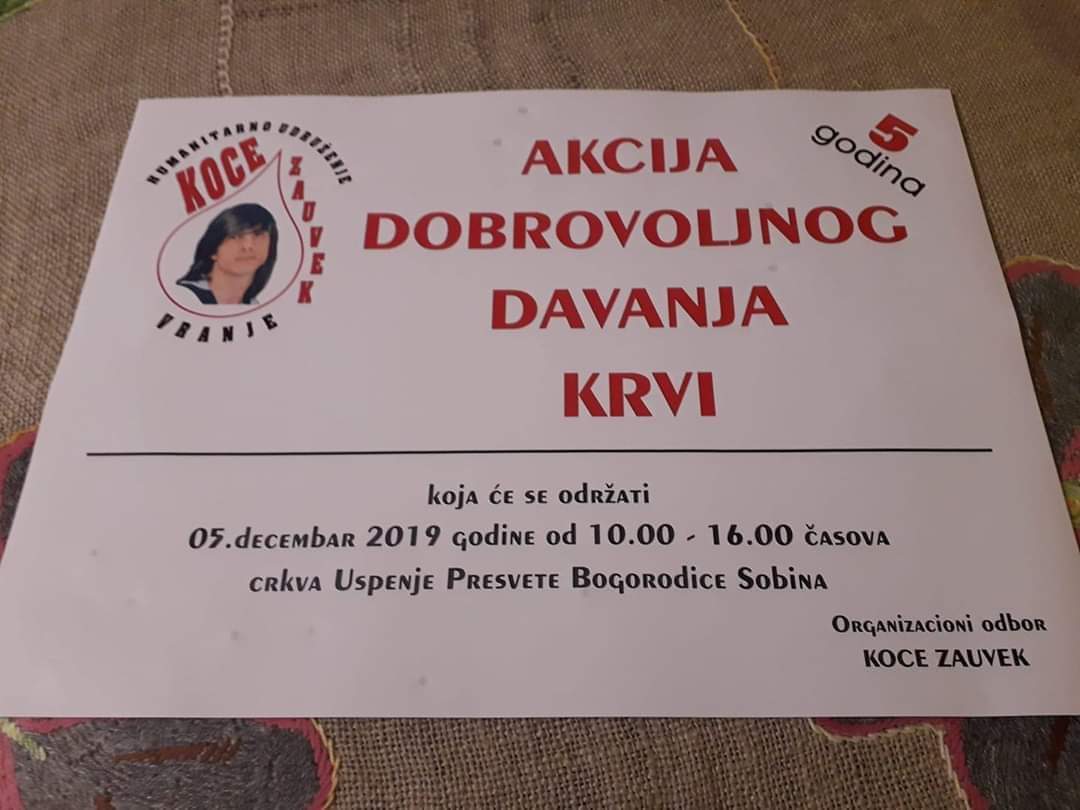 HUMANITARNO UDRUŽENJE
KOCE
ZAUVEK
VRANJE
5
godina
AKCIJA
DOBROVOLJNOG
DAVANJA
KRVI
koja će se održati
05.decembar 2019 godine od 10.00 - 16.00 časova
crkva Uspenje Presvete Bogorodice Sobina
Organizacioni odbor
KOCE ZAUVEK